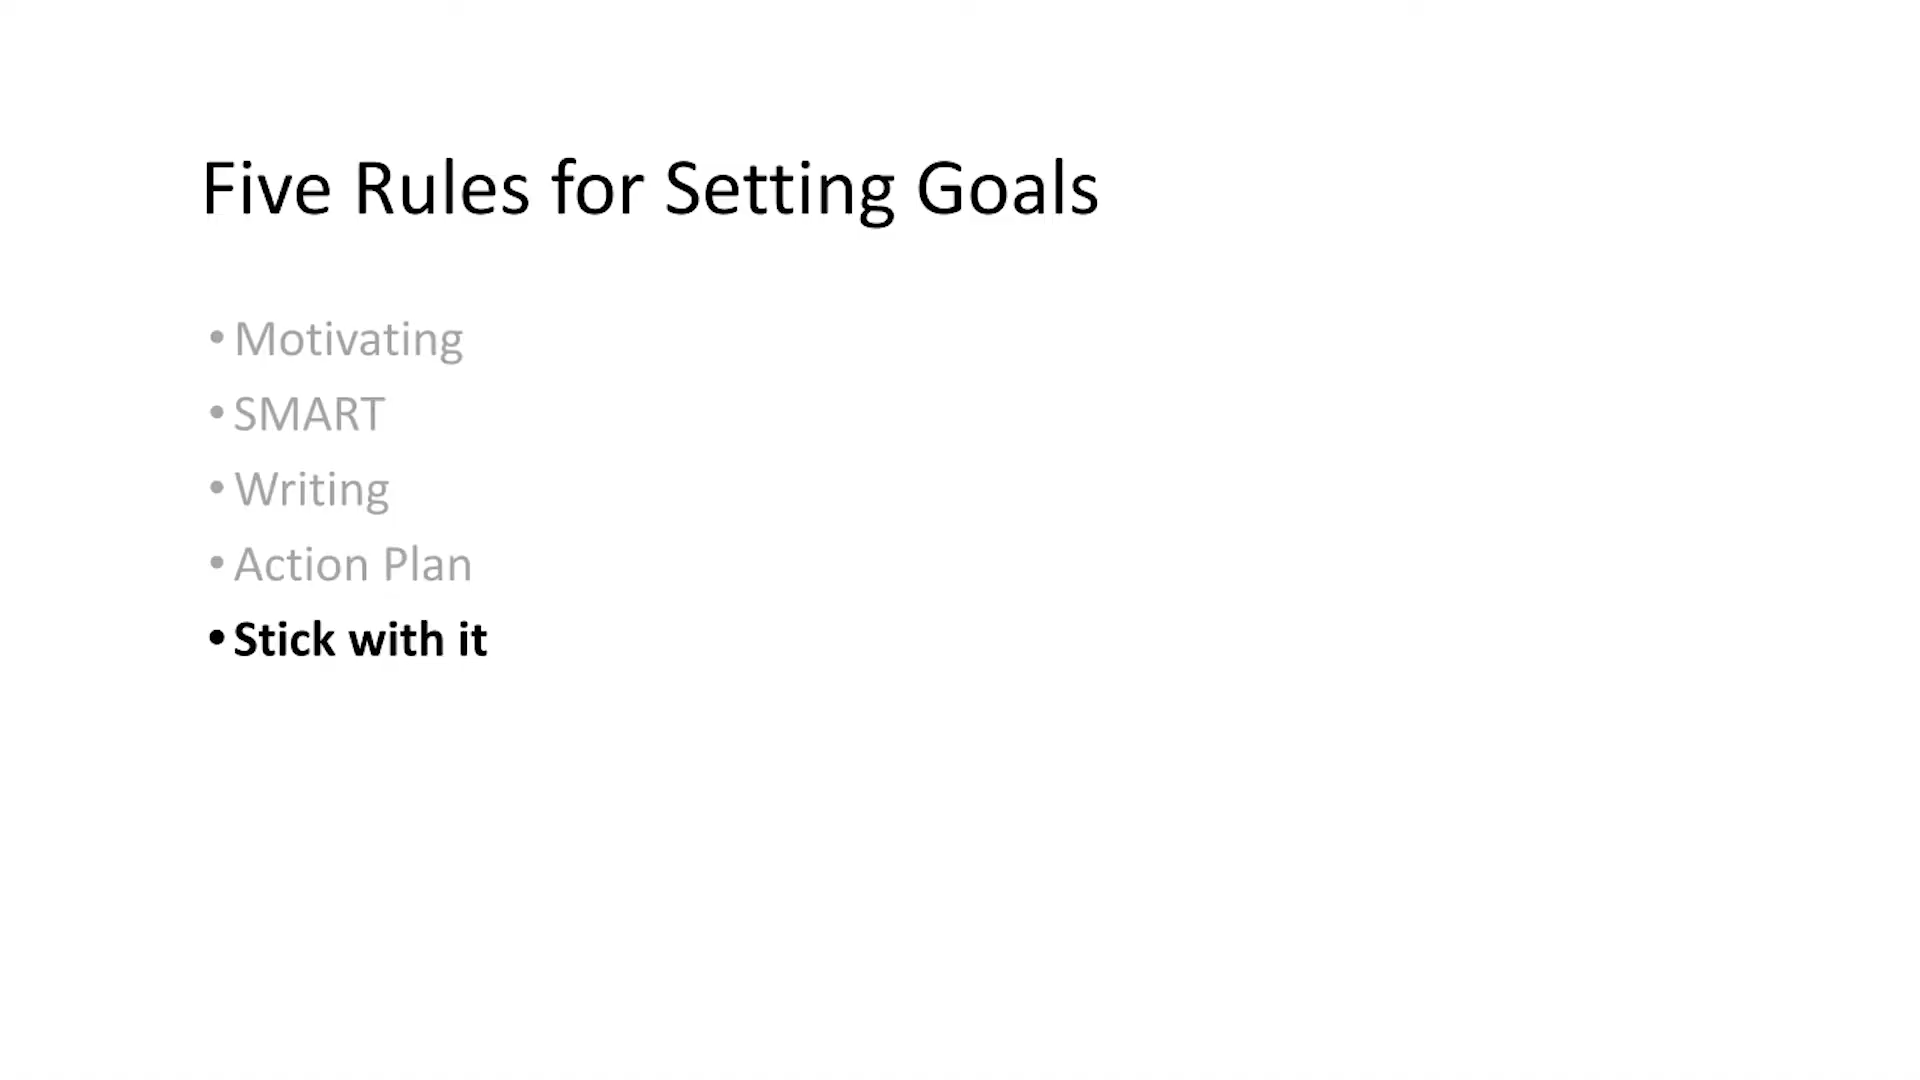 Five Rules for Setting Goals
• Motivating
• SMART
• Writing
• Action Plan
• Stick with it